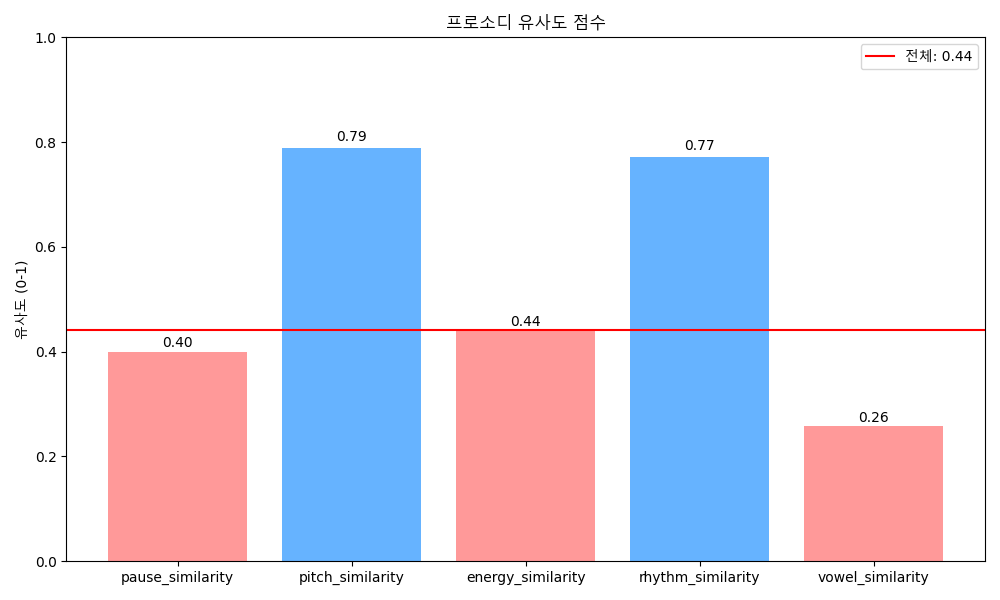 프로소디 유사도 점수
전체: 0.44
유사도 (0-1)
1.0
0.8
0.6
0.4
0.2
0.0
0.40
0.79
0.44
0.77
0.26
pause_similarity
pitch_similarity
energy_similarity
rhythm_similarity
vowel_similarity